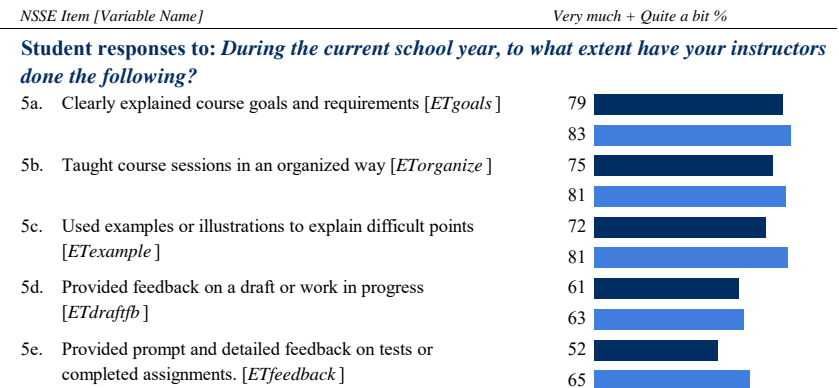 NSSE Item [Variable Name] Very much + Quite a bit %
Student responses to: During the current school year, to what extent have your instructors
done the following?
5a. Clearly explained course goals and requirements [ETgoals ] 79
83
5b. Taught course sessions in an organized way [ETorganize ] 75
81
5c. Used examples or illustrations to explain difficult points 72
[ETexample ]
81
5d. Provided feedback on a draft or work in progress 61
[ETdraftfb ]
63
5e. Provided prompt and detailed feedback on tests or 52
completed assignments. [ETfeedback ]
65